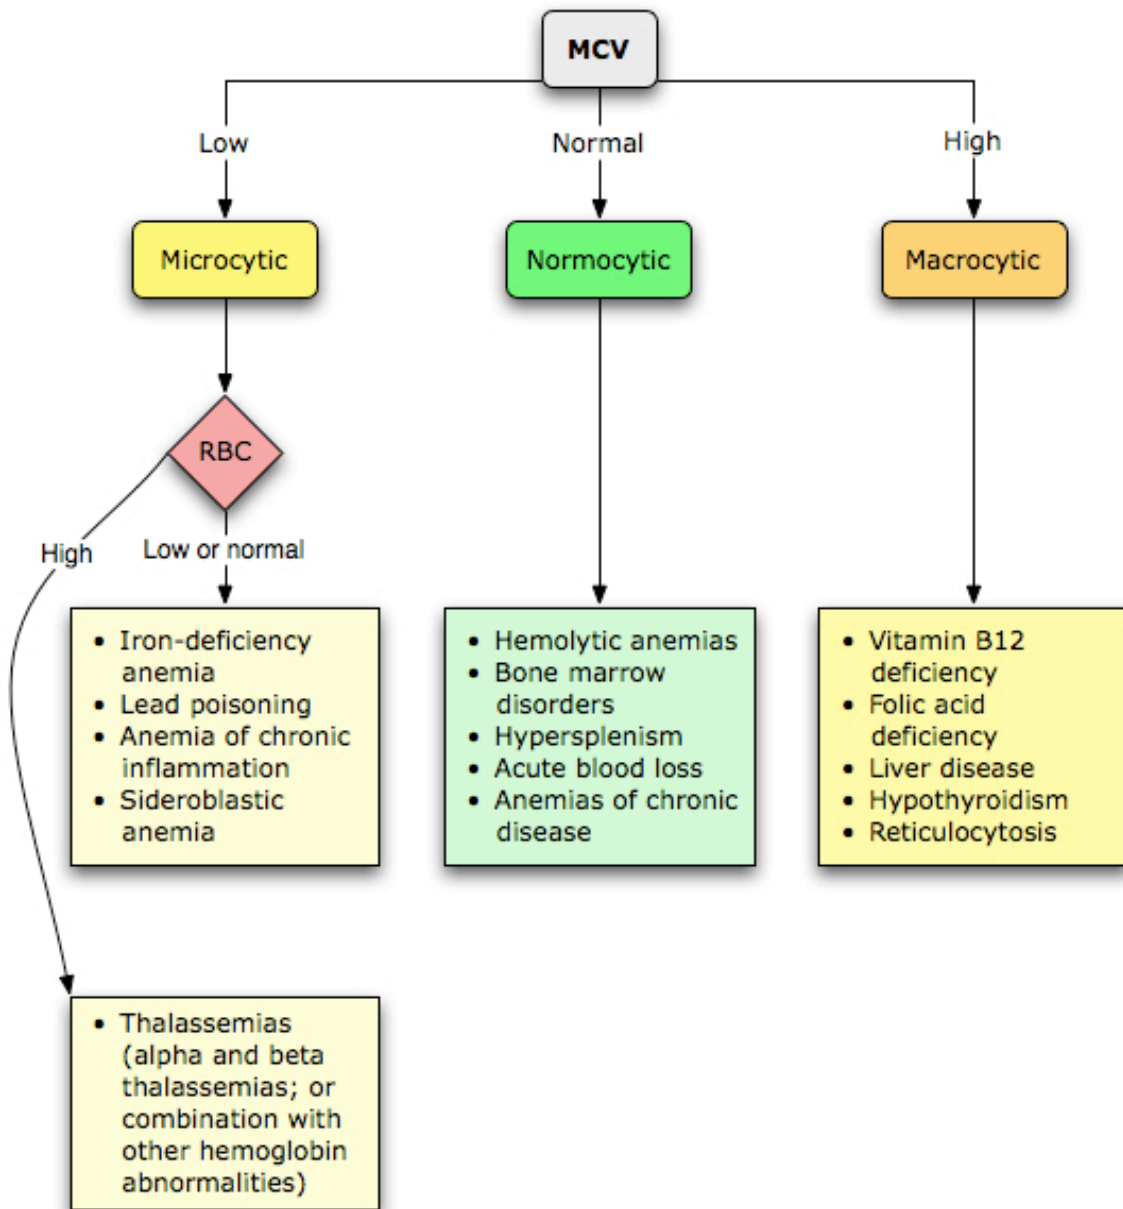 MCV
Low
Normal
High
Microcytic
Normocytic
Macrocytic
RBC
High
Low or normal
• Iron-deficiency
anemia
• Lead poisoning
• Anemia of chronic
inflammation
• Sideroblastic
anemia
• Hemolytic anemias
• Bone marrow
disorders
• Hypersplenism
• Acute blood loss
• Anemias of chronic
disease
• Vitamin B12
deficiency
• Folic acid
deficiency
• Liver disease
• Hypothyroidism
• Reticulocytosis
• Thalassemias
(alpha and beta
thalassemias; or
combination with
other hemoglobin
abnormalities)